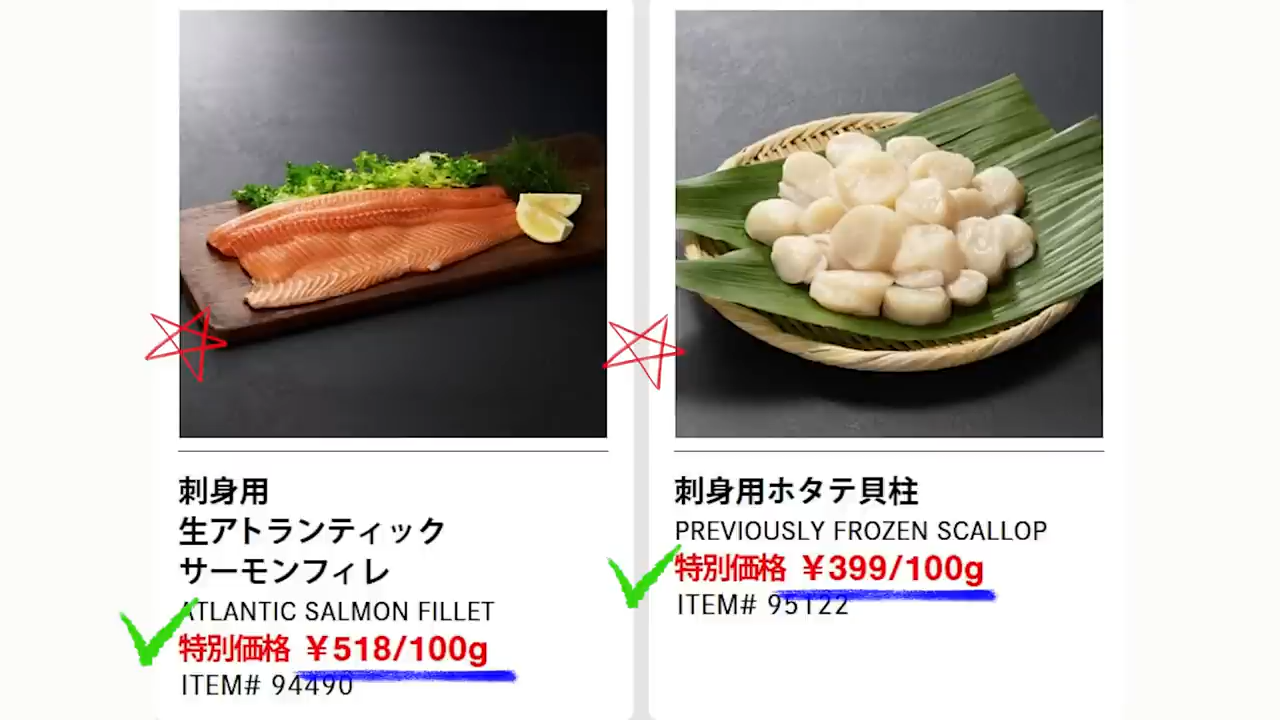 刺身用
生アトランティック
サーモンフィレ
ATLANTIC SALMON FILLET
特別価格 ￥518/100g
ITEM# 94490
刺身用ホタテ貝柱
PREVIOUSLY FROZEN SCALLOP
特別価格 ￥399/100g
ITEM# 95122